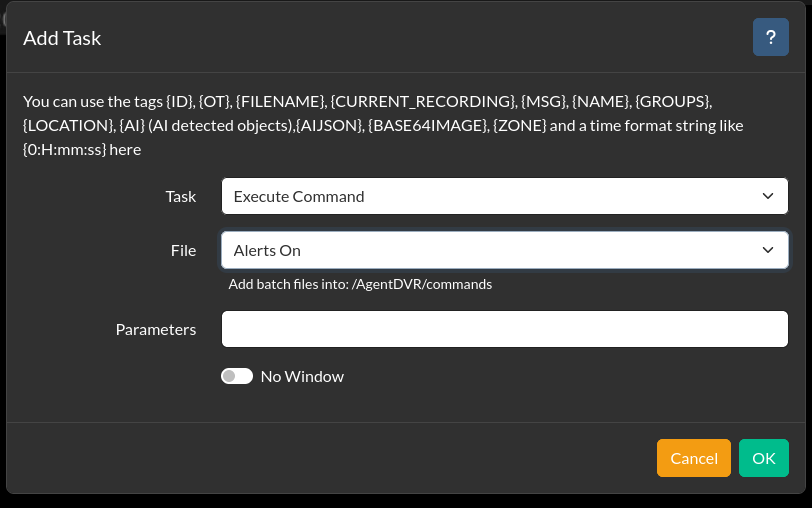 Add Task
?
You can use the tags {ID}, {OT}, {FILENAME}, {CURRENT_RECORDING}, {MSG}, {NAME}, {GROUPS},
{LOCATION}, {AI} (AI detected objects),{AIJSON}, {BASE64IMAGE}, {ZONE} and a time format string like
{0:H:mm:ss} here
Task Execute Command
File Alerts On
Add batch files into: /AgentDVR/commands
Parameters
No Window
Cancel OK